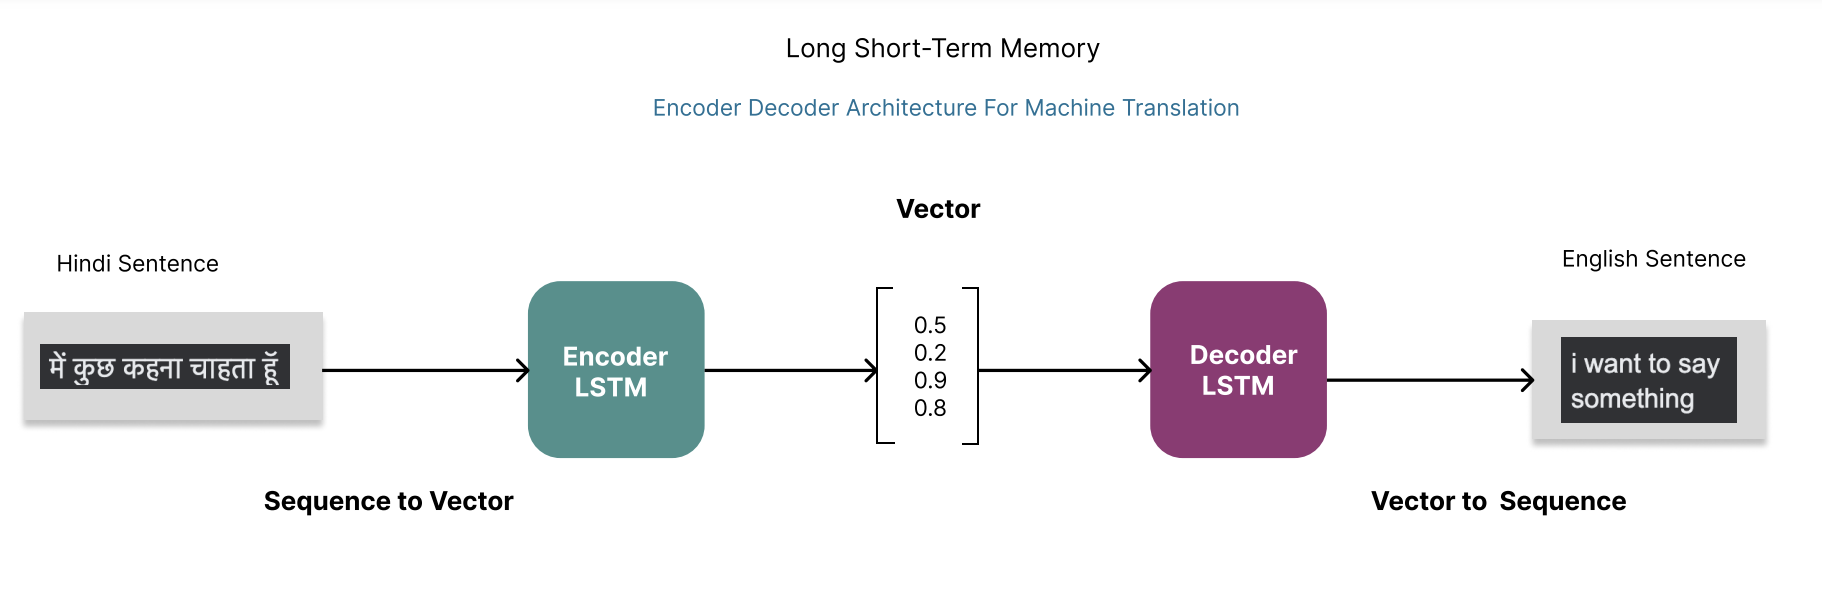 Long Short-Term Memory
Encoder Decoder Architecture For Machine Translation
Vector
Hindi Sentence
English Sentence
में कुछ कहना चाहता हूॅं
Encoder
LSTM
0.5
0.2
0.9
0.8
Decoder
LSTM
i want to say
something
Sequence to Vector
Vector to Sequence